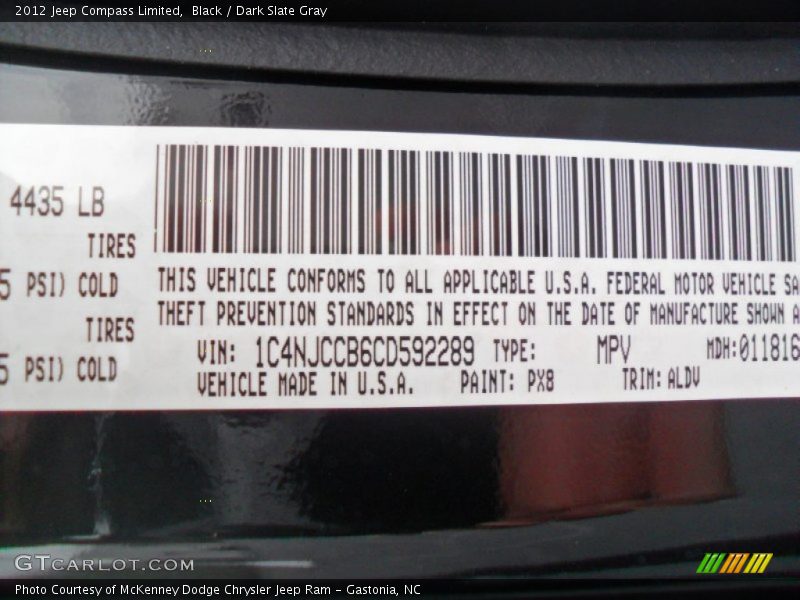 2012 Jeep Compass Limited, Black / Dark Slate Gray
4435 LB
TIRES
5 PSI) COLD
TIRES
5 PSI) COLD
THIS VEHICLE CONFORMS TO ALL APPLICABLE U.S.A. FEDERAL MOTOR VEHICLE SA
THEFT PREVENTION STANDARDS IN EFFECT ON THE DATE OF MANUFACTURE SHOWN A
VIN: 1C4NJCCB6CD592289 TYPE: MPV MDH:011816
VEHICLE MADE IN U.S.A. PAINT: PX8 TRIM: ALDV
GTCARLOT.COM
Photo Courtesy of McKenney Dodge Chrysler Jeep Ram - Gastonia, NC